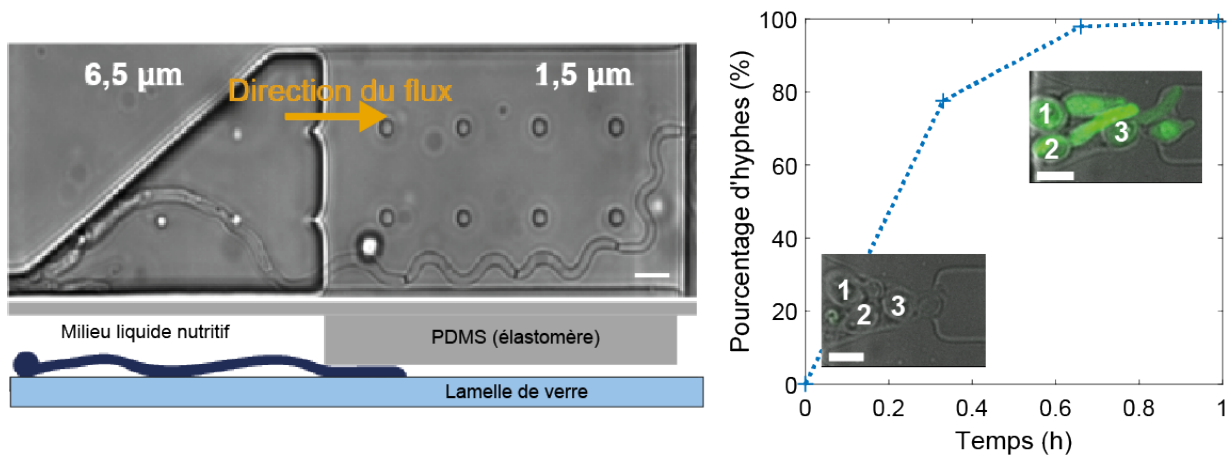 6,5 µm
1,5 µm
Direction du flux
Milieu liquide nutritif
PDMS (élastomère)
Lamelle de verre
Pourcentage d'hyphes (%)
100
80
60
40
20
0
1
2
3
1
2
3
0
0.2
0.4
0.6
0.8
1
Temps (h)